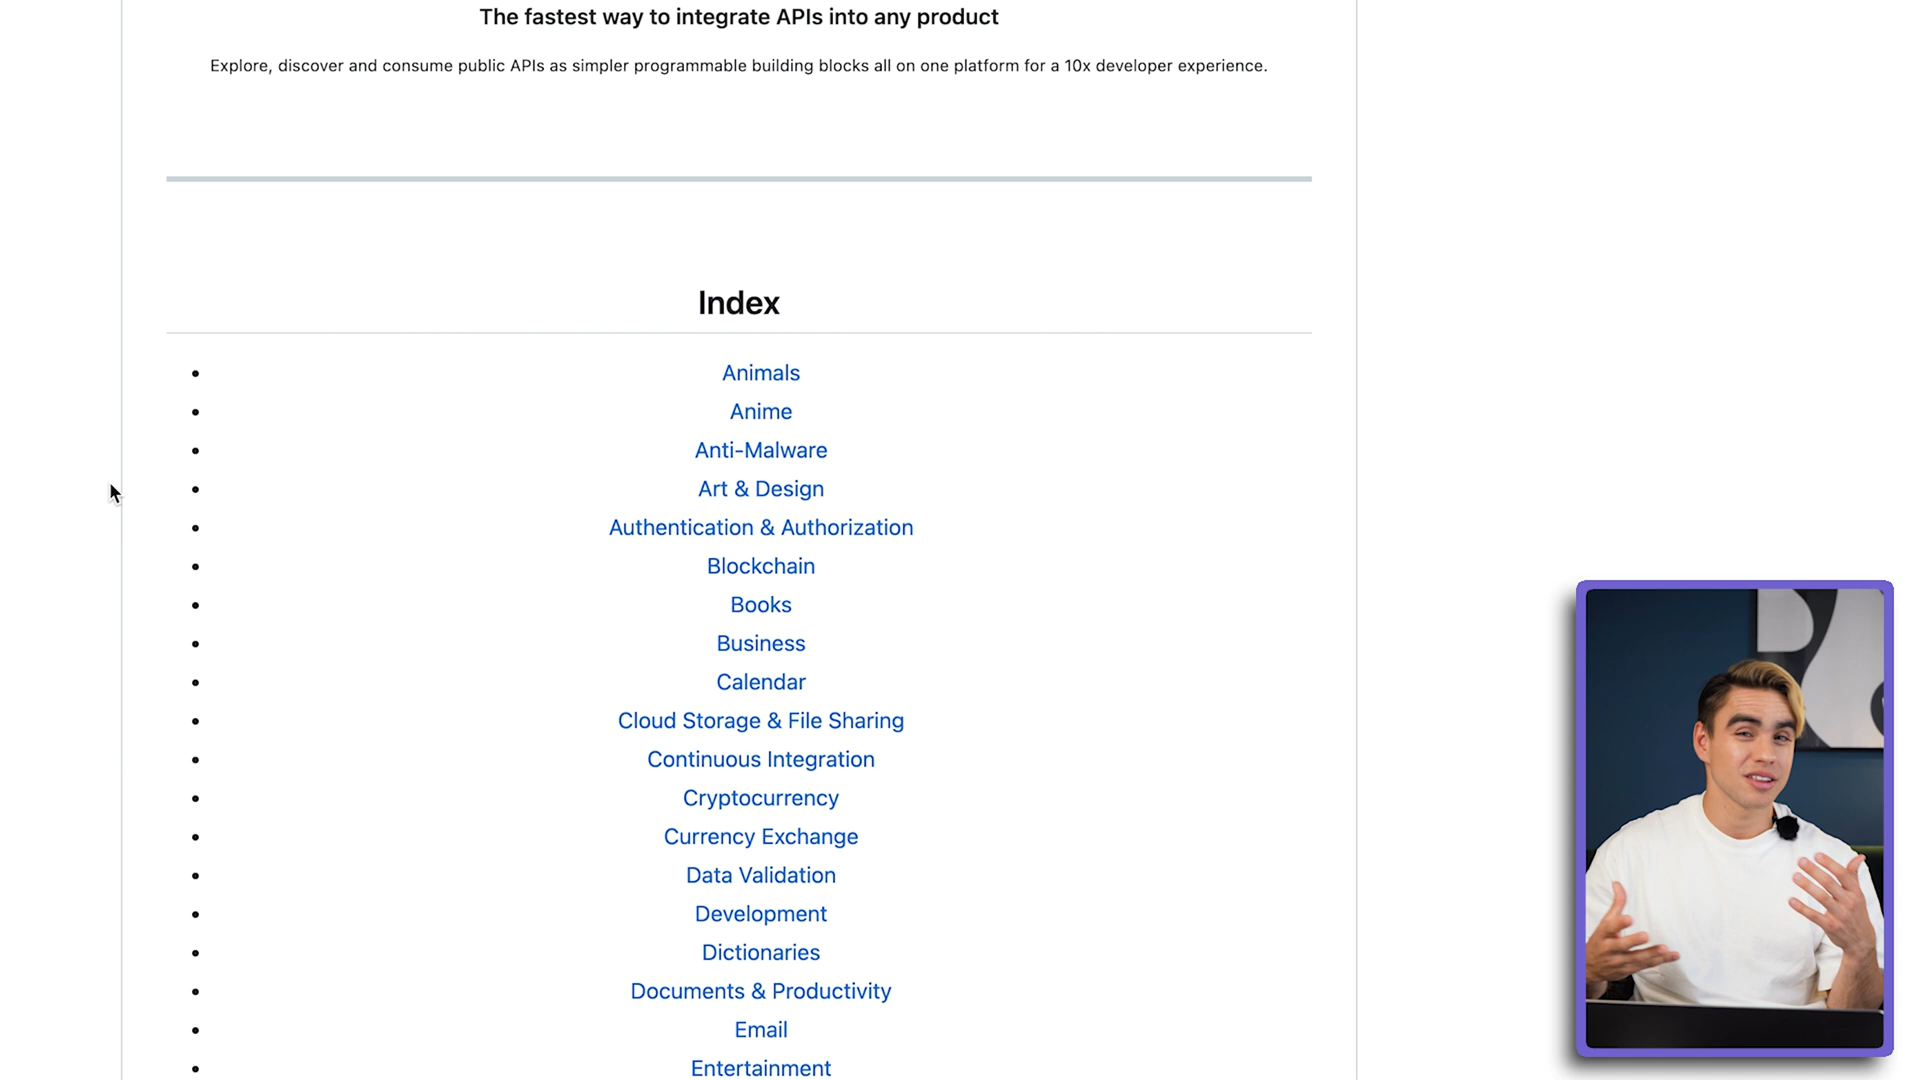 The fastest way to integrate APIs into any product
Explore, discover and consume public APIs as simpler programmable building blocks all on one platform for a 10x developer experience.
Index
Animals
Anime
Anti-Malware
Art & Design
Authentication & Authorization
Blockchain
Books
Business
Calendar
Cloud Storage & File Sharing
Continuous Integration
Cryptocurrency
Currency Exchange
Data Validation
Development
Dictionaries
Documents & Productivity
Email
Entertainment